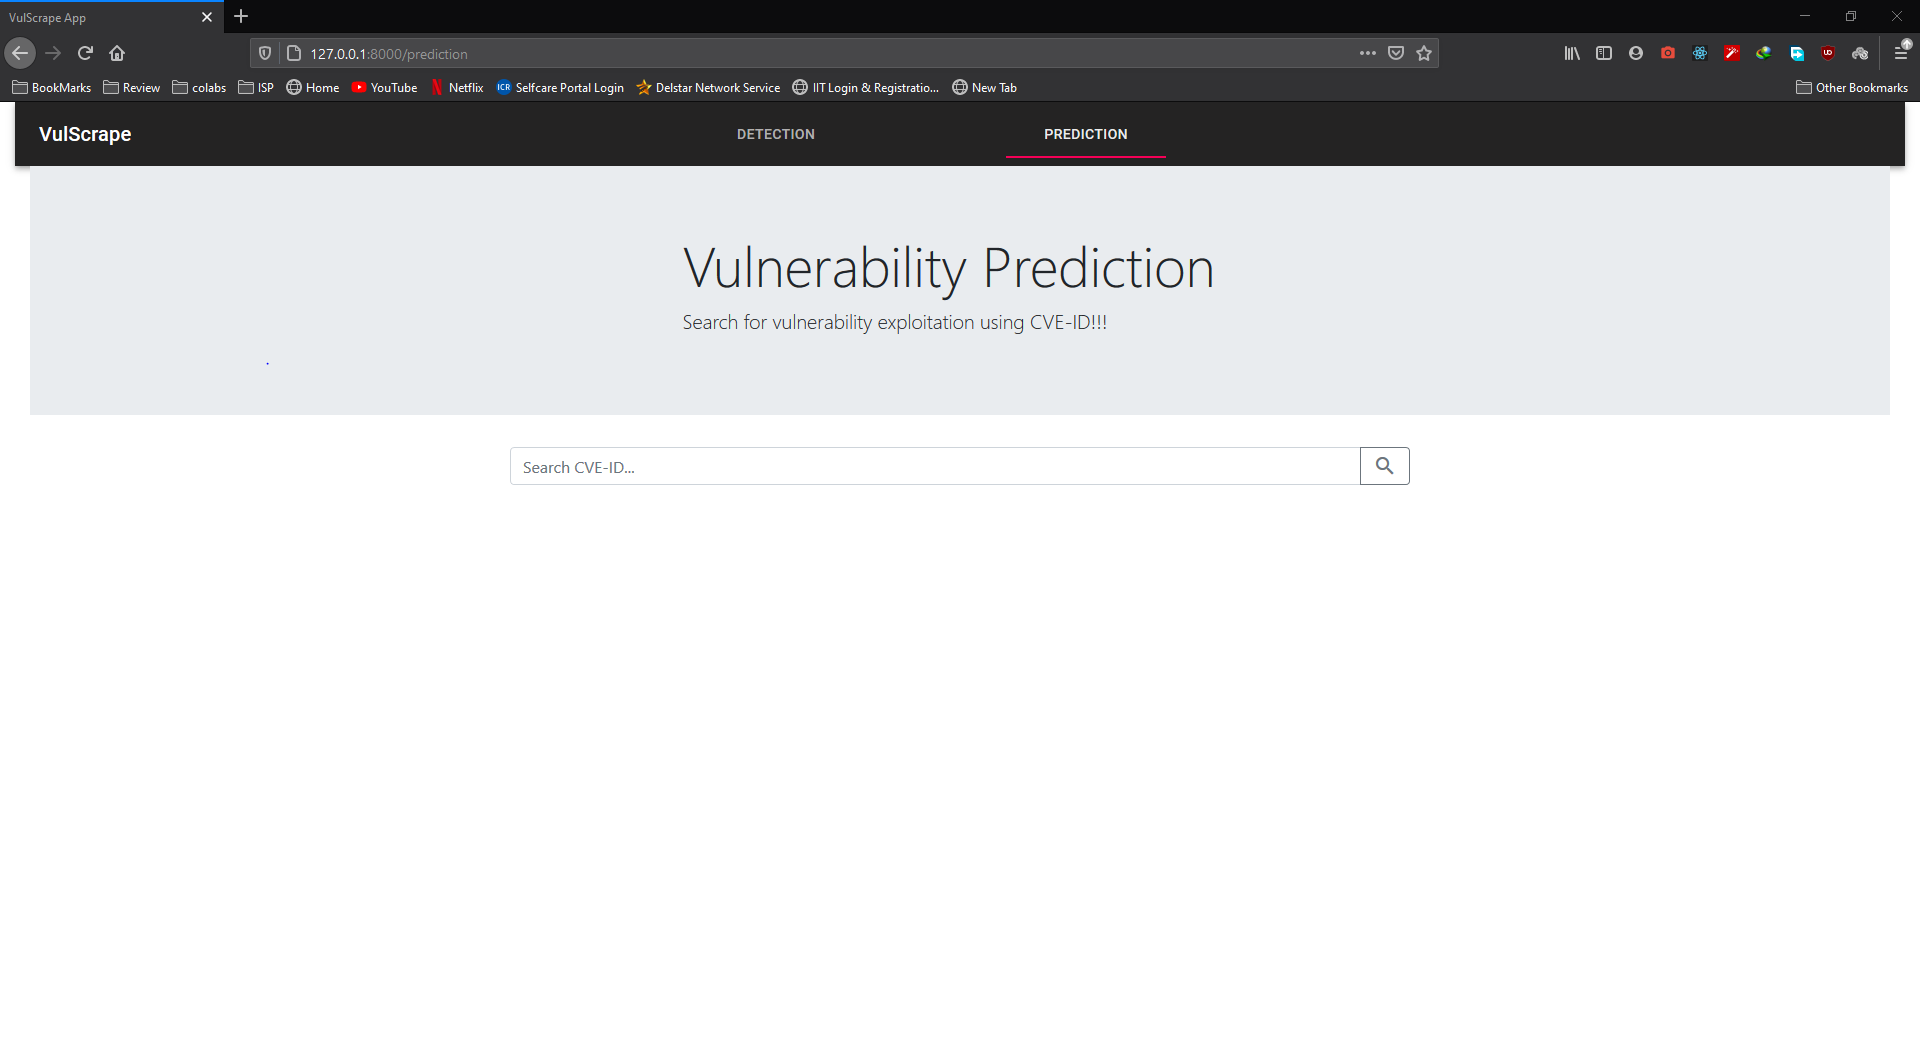 VulScrape App
127.0.0.1:8000/prediction
BookMarks Review colabs ISP Home YouTube Netflix ICR Selfcare Portal Login Delstar Network Service IIT Login & Registratio... New Tab Other Bookmarks
VulScrape DETECTION PREDICTION
Vulnerability Prediction
Search for vulnerability exploitation using CVE-ID!!!
.
Search CVE-ID...